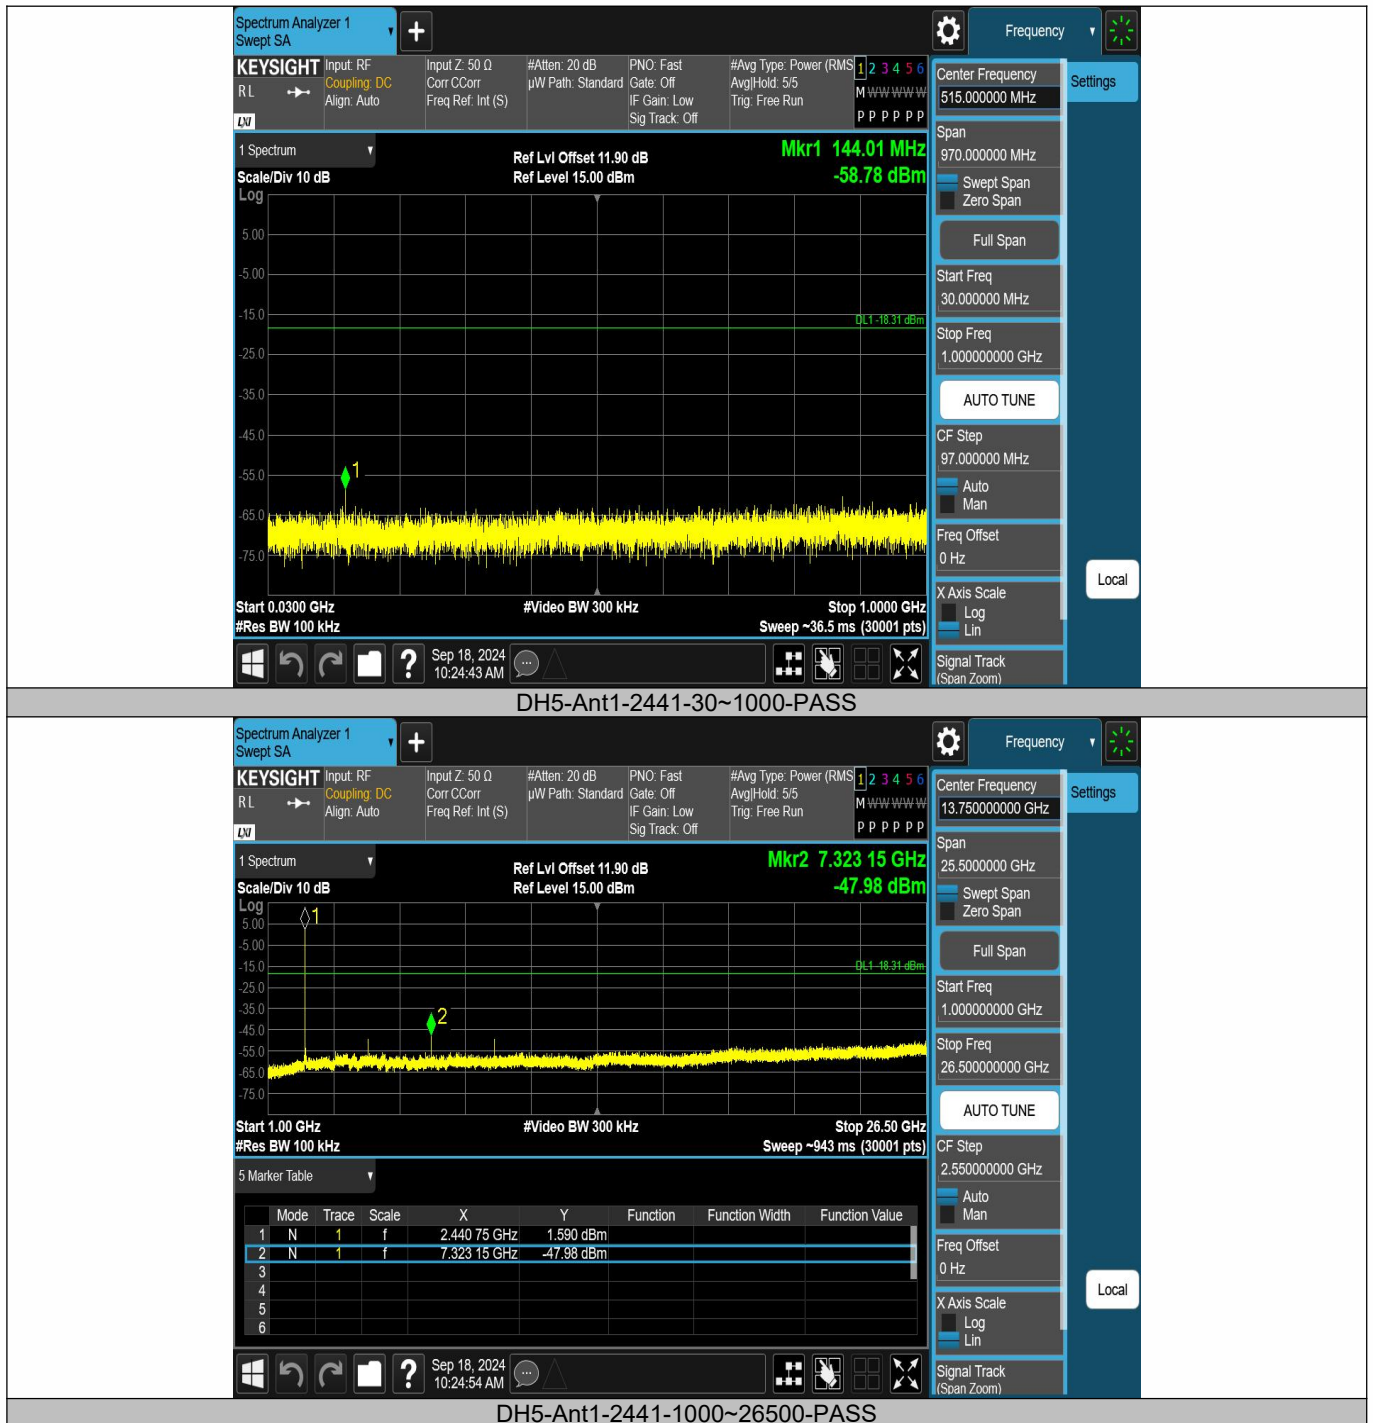 Spectrum Analyzer 1
Swept SA
Frequency
KEYSIGHT
RL
LXI
Input: RF
Coupling: DC
Align: Auto
Input Z: 50 Ω
Corr CCorr
Freq Ref: Int (S)
#Atten: 20 dB
µW Path: Standard
PNO: Fast
Gate: Off
IF Gain: Low
Sig Track: Off
#Avg Type: Power (RMS
Avg|Hold: 5/5
Trig: Free Run
1 2 3 4 5 6
M W W W W W
P P P P P P
1 Spectrum
Scale/Div 10 dB
Ref Lvl Offset 11.90 dB
Ref Level 15.00 dBm
Mkr1 144.01 MHz
-58.78 dBm
Log
5.00
-5.00
-15.0
-25.0
-35.0
-45.0
-55.0
-65.0
-75.0
DL1 -18.31 dBm
1
Start 0.0300 GHz
#Res BW 100 kHz
#Video BW 300 kHz
Stop 1.0000 GHz
Sweep ~36.5 ms (30001 pts)
Sep 18, 2024
10:24:43 AM
Center Frequency
515.000000 MHz
Settings
Span
970.000000 MHz
Swept Span
Zero Span
Full Span
Start Freq
30.000000 MHz
Stop Freq
1.000000000 GHz
AUTO TUNE
CF Step
97.000000 MHz
Auto
Man
Freq Offset
0 Hz
Local
X Axis Scale
Log
Lin
Signal Track
(Span Zoom)
DH5-Ant1-2441-30~1000-PASS
Spectrum Analyzer 1
Swept SA
Frequency
KEYSIGHT
RL
LXI
Input: RF
Coupling: DC
Align: Auto
Input Z: 50 Ω
Corr CCorr
Freq Ref: Int (S)
#Atten: 20 dB
µW Path: Standard
PNO: Fast
Gate: Off
IF Gain: Low
Sig Track: Off
#Avg Type: Power (RMS
Avg|Hold: 5/5
Trig: Free Run
1 2 3 4 5 6
M W W W W W
P P P P P P
1 Spectrum
Scale/Div 10 dB
Ref Lvl Offset 11.90 dB
Ref Level 15.00 dBm
Mkr2 7.323 15 GHz
-47.98 dBm
Log
5.00
-5.00
-15.0
-25.0
-35.0
-45.0
-55.0
-65.0
-75.0
1
2
DL1 -18.31 dBm
Start 1.00 GHz
#Res BW 100 kHz
#Video BW 300 kHz
Stop 26.50 GHz
Sweep ~943 ms (30001 pts)
5 Marker Table
Mode Trace Scale X Y Function Function Width Function Value
1 N 1 f 2.440 75 GHz 1.590 dBm
2 N 1 f 7.323 15 GHz -47.98 dBm
3
4
5
6
Sep 18, 2024
10:24:54 AM
Center Frequency
13.750000000 GHz
Settings
Span
25.5000000 GHz
Swept Span
Zero Span
Full Span
Start Freq
1.000000000 GHz
Stop Freq
26.500000000 GHz
AUTO TUNE
CF Step
2.550000000 GHz
Auto
Man
Freq Offset
0 Hz
Local
X Axis Scale
Log
Lin
Signal Track
(Span Zoom)
DH5-Ant1-2441-1000~26500-PASS